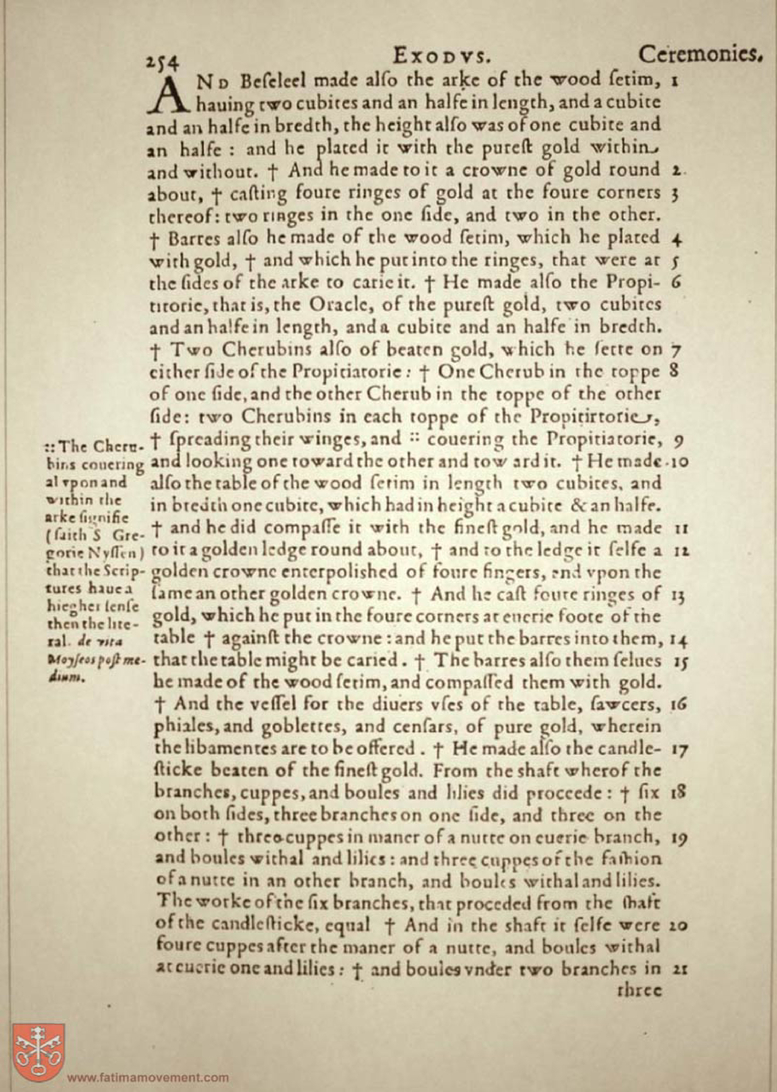 254 EXODVS. Ceremonies.
AND Beſeleel made alſo the arke of the wood ſetim, 1
hauing two cubites and an halfe in length, and a cubite
and an halfe in bredth, the height alſo was of one cubite and
an halfe : and he plated it with the pureſt gold within
and without. † And he made to it a crowne of gold round 2.
about, † caſting foure ringes of gold at the foure corners 3
thereof: two ringes in the one ſide, and two in the other.
† Barres alſo he made of the wood ſetim, which he plated 4
with gold, † and which he put into the ringes, that were at 5
the ſides of the arke to carie it. † He made alſo the Propi- 6
titorie, that is, the Oracle, of the pureſt gold, two cubites
and an halfe in length, and a cubite and an halfe in bredth.
† Two Cherubins alſo of beaten gold, which he ſette on 7
either ſide of the Propitiatorie : † One Cherub in the toppe 8
of one ſide, and the other Cherub in the toppe of the other
ſide: two Cherubins in each toppe of the Propitirtories,
† ſpreading their winges, and :: couering the Propitiatorie, 9
and looking one toward the other and tow ard it. † He made 10
alſo the table of the wood ſetim in length two cubites, and
in bredth one cubite, which had in height a cubite & an halfe.
† and he did compaſſe it with the fineſt gold, and he made 11
to it a golden ledge round about, † and to the ledge it ſelfe a 12
golden crowne enterpolished of foure fingers, and vpon the
ſame an other golden crowne. † And he caſt foure ringes of 13
gold, which he put in the foure corners at euerie foote of the
table † againſt the crowne : and he put the barres into them, 14
that the table might be caried . † The barres alſo them ſelues 15
he made of the wood ſetim, and compaſſed them with gold.
† And the veſſel for the diuers vſes of the table, ſawcers, 16
phiales, and goblettes, and cenſars, of pure gold, wherein
the libamentes are to be offered . † He made alſo the candle- 17
ſticke beaten of the fineſt gold. From the shaft wherof the
branches, cuppes, and boules and lilies did proceede : † ſix 18
on both ſides, three branches on one ſide, and three on the
other : † three cuppes in maner of a nutte on euerie branch, 19
and boules withal and lilies : and three cuppes of the fashion
of a nutte in an other branch, and boules withal and lilies.
The worke of the ſix branches, that proceded from the shaft
of the candleſticke, equal † And in the shaft it ſelfe were 20
foure cuppes after the maner of a nutte, and boules withal
at euerie one and lilies : † and boules vnder two branches in 21
three
:: The Cheru-
bins couering
al vpon and
within the
arke ſignifie
(ſaith S Gre-
gorie Nyſſen)
that the Scrip-
tures haue a
hiegher ſenſe
then the lite-
ral. de vita
Moyſeos poſt me-
dium.
www.fatimamovement.com